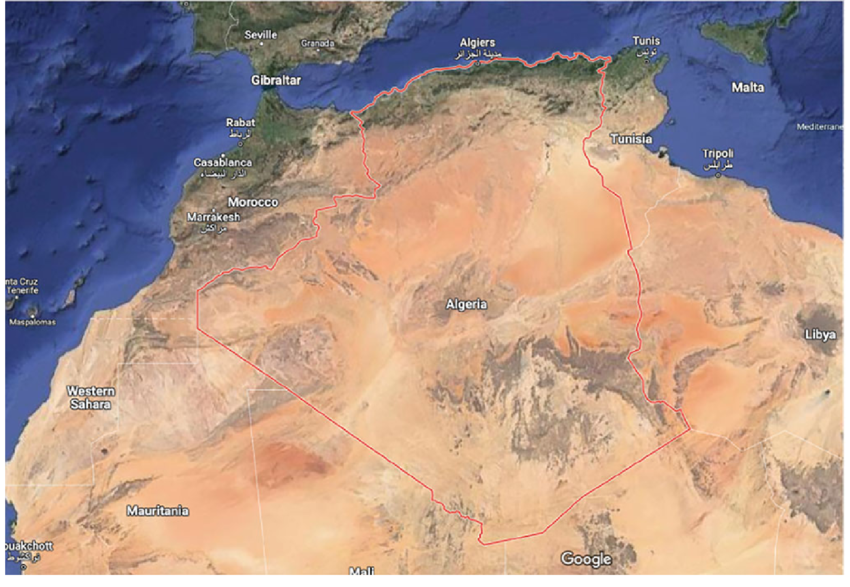 Seville
Granada
Algiers
مدينة الجزائر
Tunis
تونس
Gibraltar
Malta
Rabat
الرباط
Mediterrane
Tunisia
Casablanca
الدار البيضاء
Tripoli
طرابلس
Morocco
Marrakesh
مراكش
nta Cruz
Tenerife
Maspalomas
Algeria
Libya
Western
Sahara
Mauritania
ouakchott
نواكشوط
Google
Mali